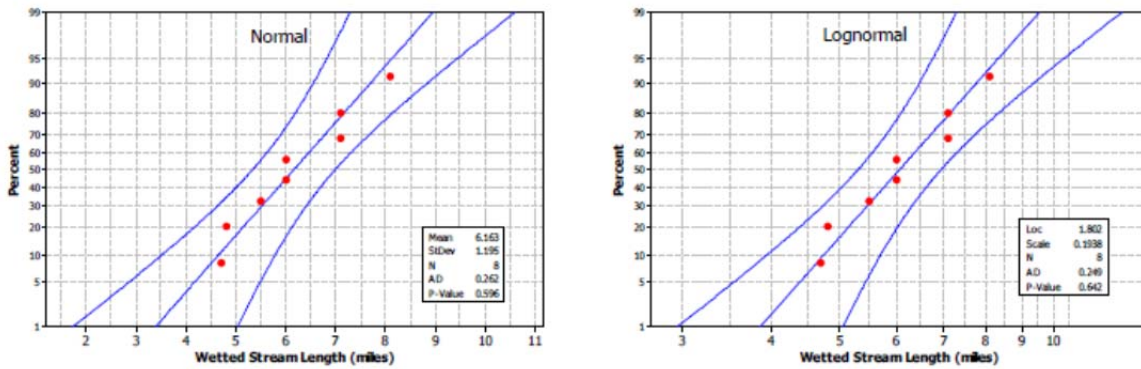 Normal
99
95
90
80
70
60
50
40
30
20
10
5
1
Percent
Mean 6.163
StDev 1.195
N 8
AD 0.262
P-Value 0.596
2 3 4 5 6 7 8 9 10 11
Wetted Stream Length (miles)
Lognormal
99
95
90
80
70
60
50
40
30
20
10
5
1
Percent
Loc 1.802
Scale 0.1938
N 8
AD 0.249
P-Value 0.642
3 4 5 6 7 8 9 10
Wetted Stream Length (miles)